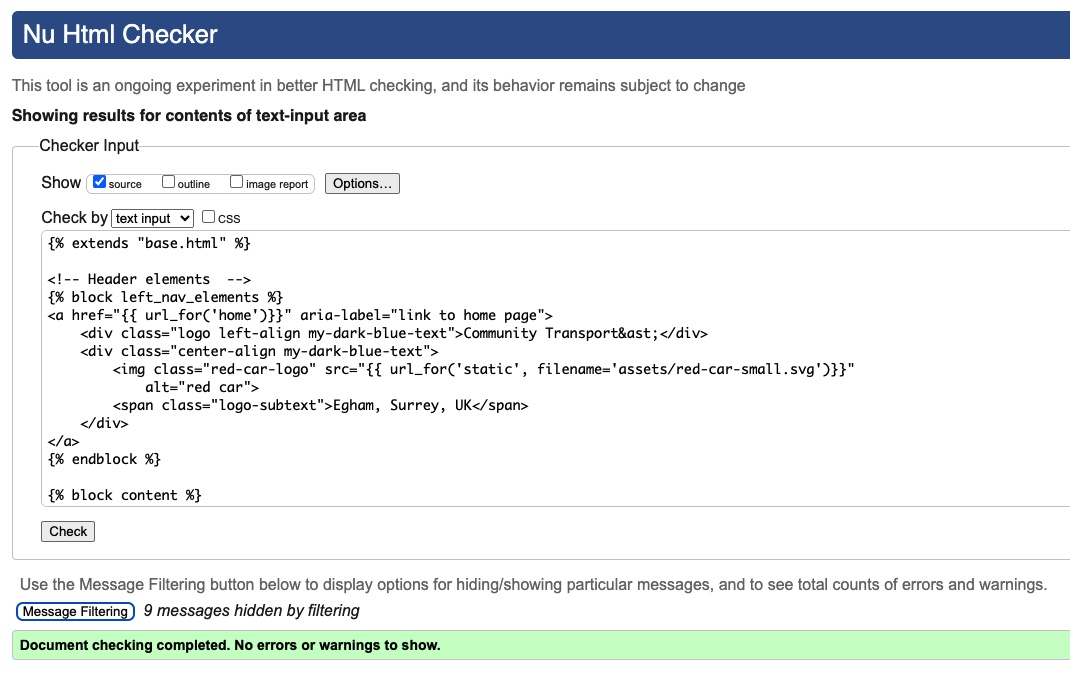 Nu Html Checker
This tool is an ongoing experiment in better HTML checking, and its behavior remains subject to change
Showing results for contents of text-input area
Checker Input
Show source outline image report Options...
Check by text input css
{% extends "base.html" %}
<!-- Header elements  -->
{% block left_nav_elements %}
<a href="{{ url_for('home')}}" aria-label="link to home page">
    <div class="logo left-align my-dark-blue-text">Community Transport&ast;</div>
    <div class="center-align my-dark-blue-text">
        <img class="red-car-logo" src="{{ url_for('static', filename='assets/red-car-small.svg')}}"
            alt="red car">
        <span class="logo-subtext">Egham, Surrey, UK</span>
    </div>
</a>
{% endblock %}
{% block content %}
Check
Use the Message Filtering button below to display options for hiding/showing particular messages, and to see total counts of errors and warnings.
Message Filtering 9 messages hidden by filtering
Document checking completed. No errors or warnings to show.